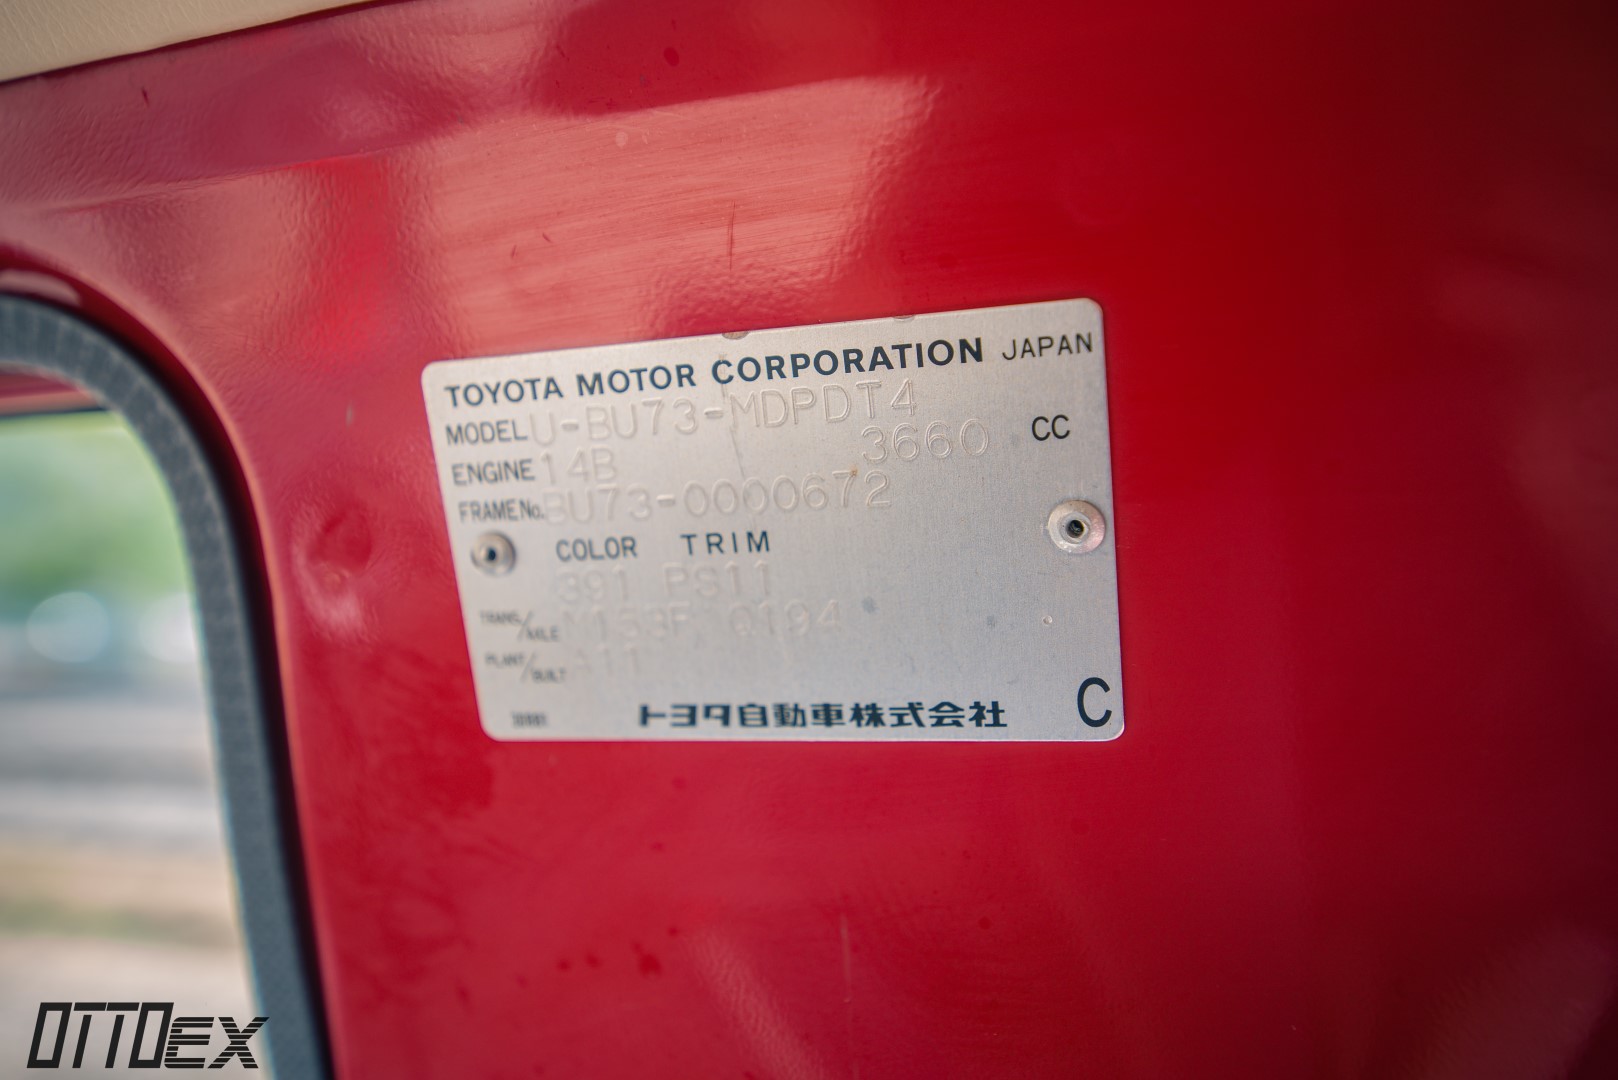 TOYOTA MOTOR CORPORATION JAPAN
MODEL U-BU73-MDPDT4
ENGINE 14B 3660 CC
FRAME No. BU73-0000672
COLOR TRIM
391 PS11
TRANS/AXLE M153F Q194
PLANT/BUILT A11
トヨタ自動車株式会社 C
OTTOEX